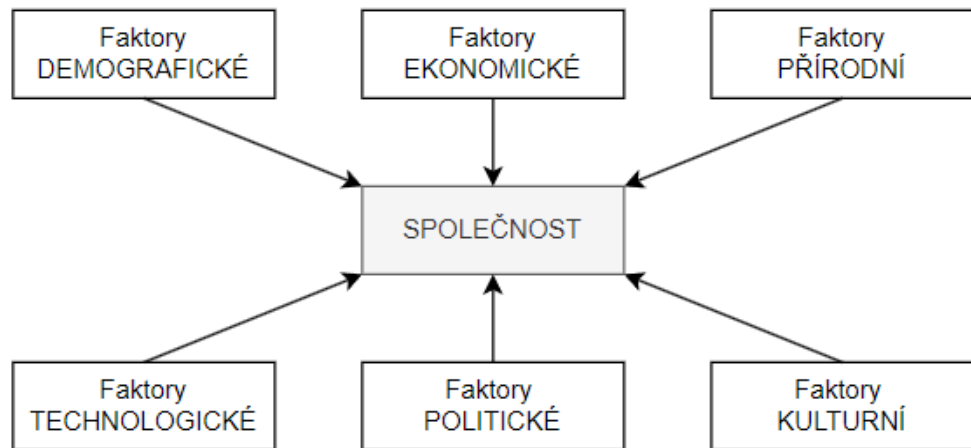 Faktory
DEMOGRAFICKÉ
Faktory
EKONOMICKÉ
Faktory
PŘÍRODNÍ
SPOLEČNOST
Faktory
TECHNOLOGICKÉ
Faktory
POLITICKÉ
Faktory
KULTURNÍ